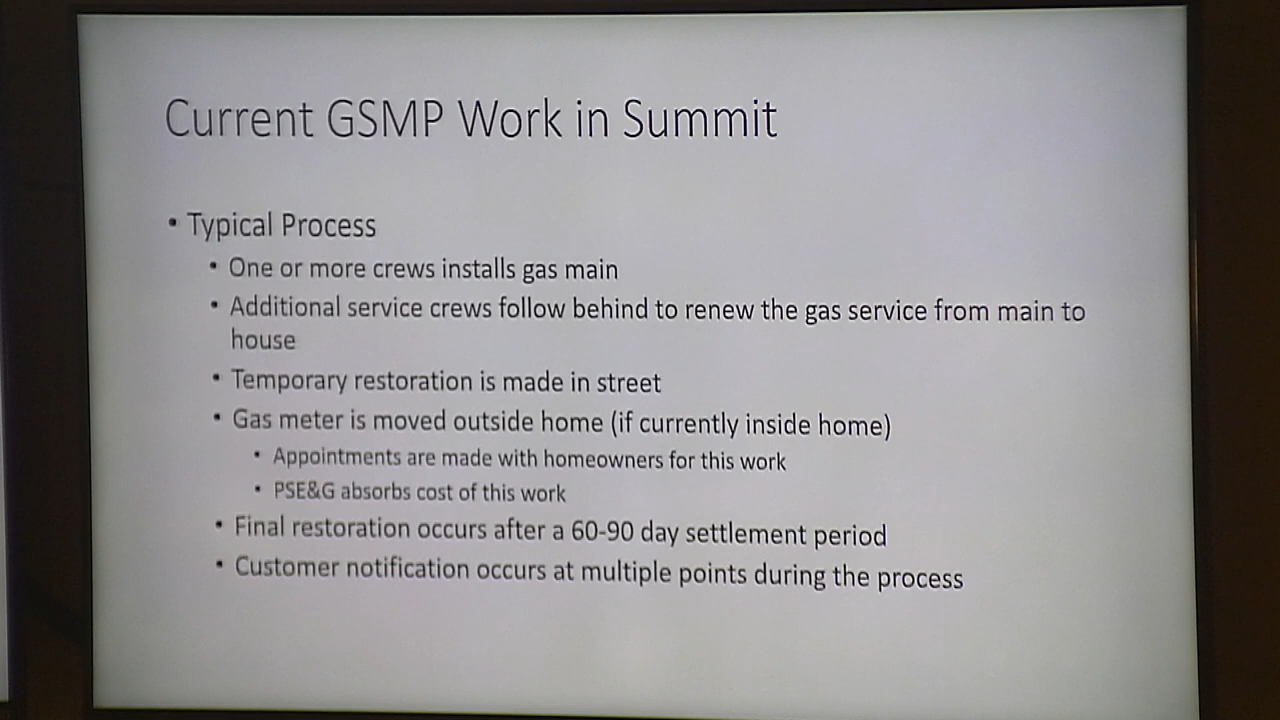 Current GSMP Work in Summit
• Typical Process
• One or more crews installs gas main
• Additional service crews follow behind to renew the gas service from main to
house
• Temporary restoration is made in street
• Gas meter is moved outside home (if currently inside home)
• Appointments are made with homeowners for this work
• PSE&G absorbs cost of this work
• Final restoration occurs after a 60-90 day settlement period
• Customer notification occurs at multiple points during the process